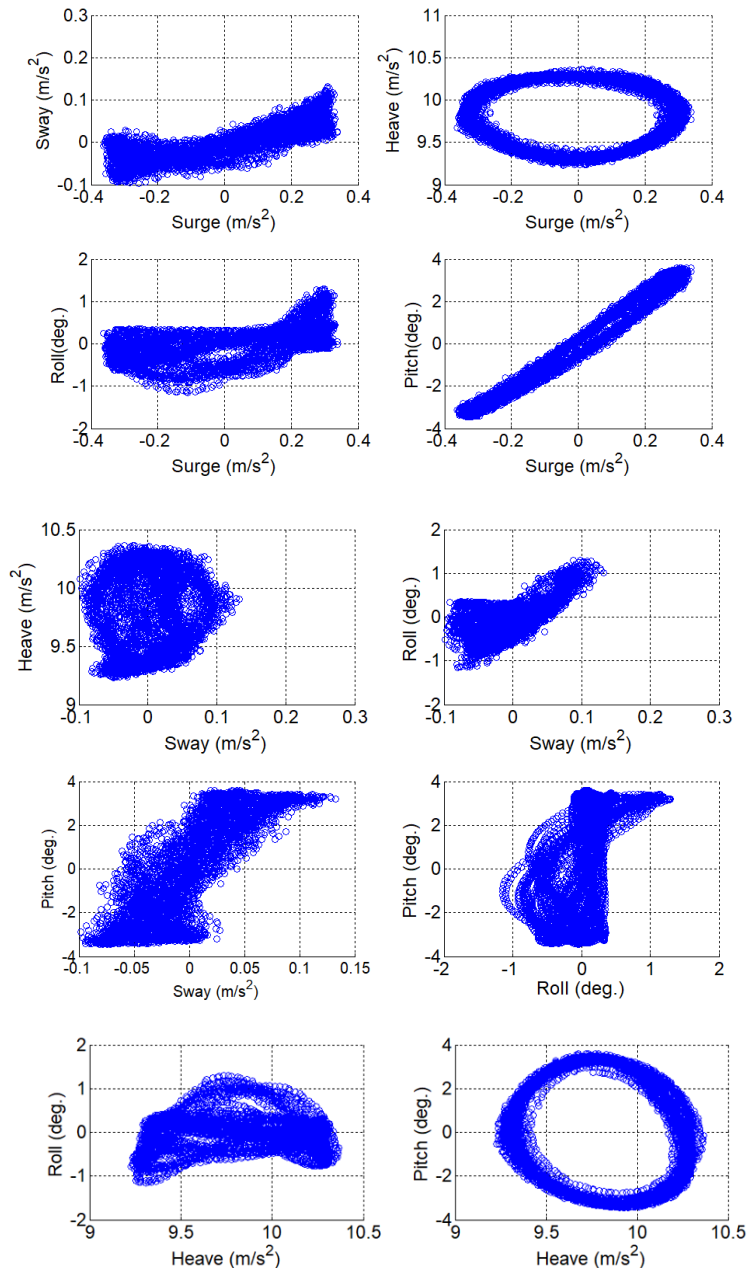 0.3
0.2
0.1
0
-0.1
-0.4 -0.2 0 0.2 0.4
Sway (m/s²)
Surge (m/s²)
11
10.5
10
9.5
9
-0.4 -0.2 0 0.2 0.4
Heave (m/s²)
Surge (m/s²)
2
1
0
-1
-2
-0.4 -0.2 0 0.2 0.4
Roll(deg.)
Surge (m/s²)
4
2
0
-2
-4
-0.4 -0.2 0 0.2 0.4
Pitch(deg.)
Surge (m/s²)
10.5
10
9.5
9
-0.1 0 0.1 0.2 0.3
Heave (m/s²)
Sway (m/s²)
2
1
0
-1
-2
-0.1 0 0.1 0.2 0.3
Roll (deg.)
Sway (m/s²)
4
2
0
-2
-4
-0.1 -0.05 0 0.05 0.1 0.15
Pitch (deg.)
Sway (m/s²)
4
2
0
-2
-4
-2 -1 0 1 2
Pitch (deg.)
Roll (deg.)
2
1
0
-1
-2
9 9.5 10 10.5
Roll (deg.)
Heave (m/s²)
4
2
0
-2
-4
9 9.5 10 10.5
Pitch (deg.)
Heave (m/s²)